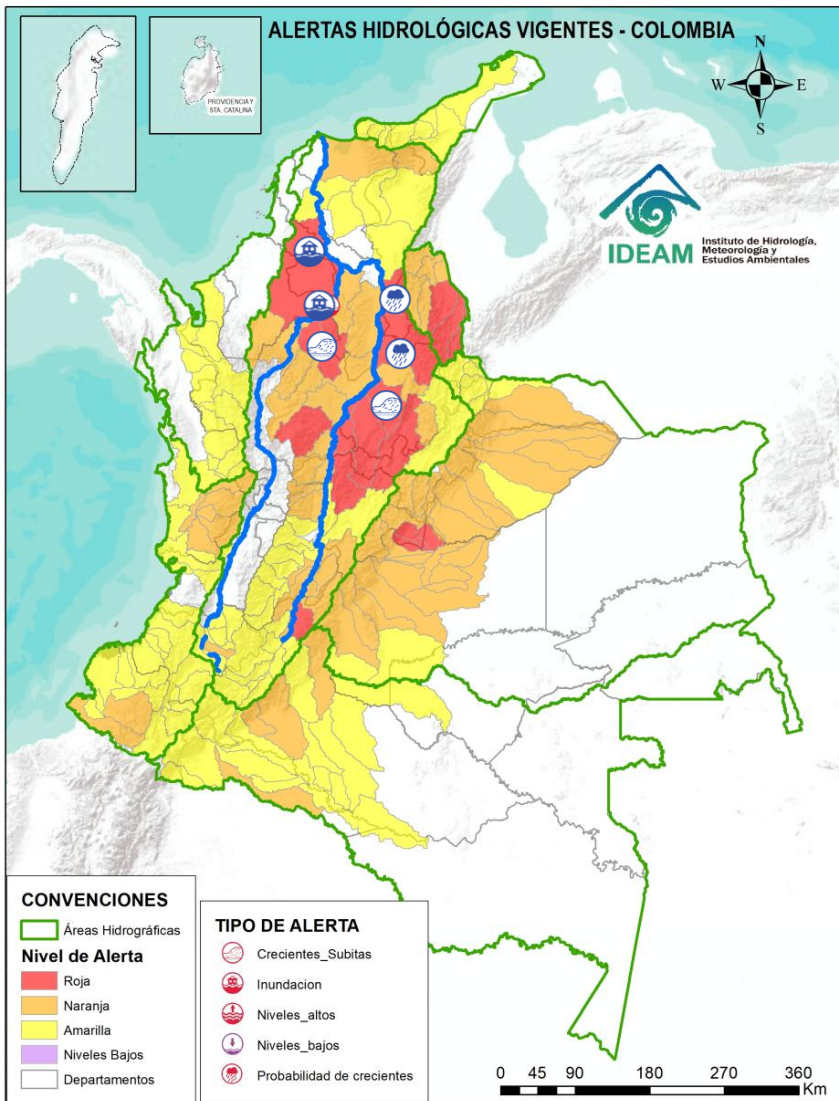 ALERTAS HIDROLÓGICAS VIGENTES - COLOMBIA
PROVIDENCIA Y
STA. CATALINA
N
W
E
S
IDEAM
Instituto de Hidrología,
Meteorología y
Estudios Ambientales
CONVENCIONES
Áreas Hidrográficas
Nivel de Alerta
Roja
Naranja
Amarilla
Niveles Bajos
Departamentos
TIPO DE ALERTA
Crecientes_Subitas
Inundacion
Niveles_altos
Niveles_bajos
Probabilidad de crecientes
0 45 90 180 270 360
Km